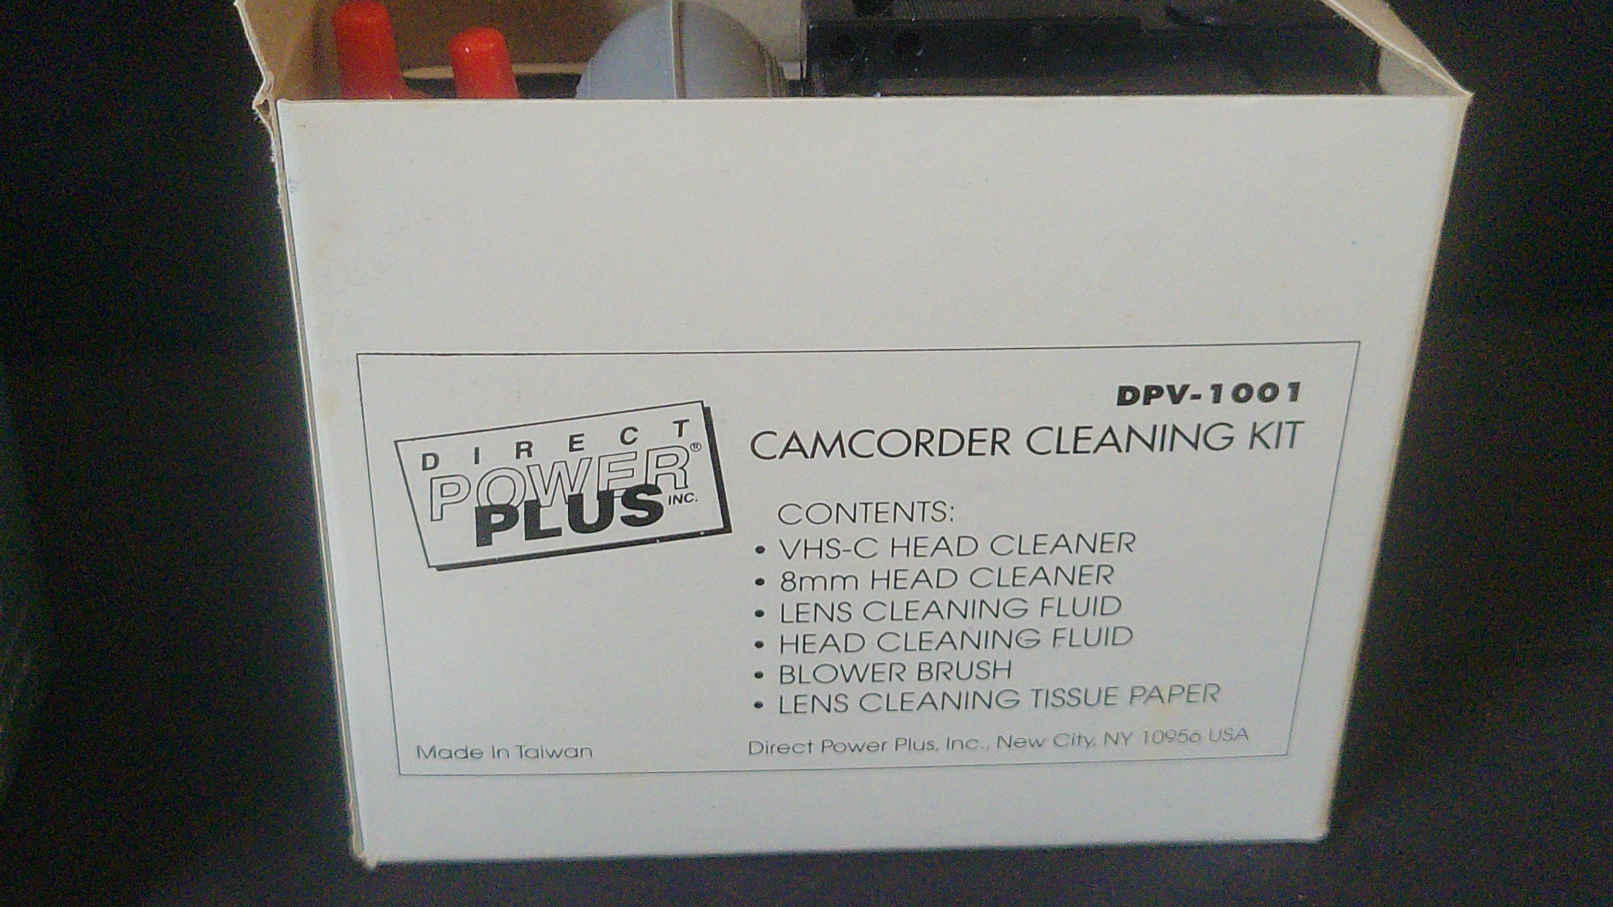 DIRECT
POWER®
PLUS INC.
DPV-1001
CAMCORDER CLEANING KIT
CONTENTS:
• VHS-C HEAD CLEANER
• 8mm HEAD CLEANER
• LENS CLEANING FLUID
• HEAD CLEANING FLUID
• BLOWER BRUSH
• LENS CLEANING TISSUE PAPER
Made In Taiwan
Direct Power Plus, Inc., New City, NY 10956 USA